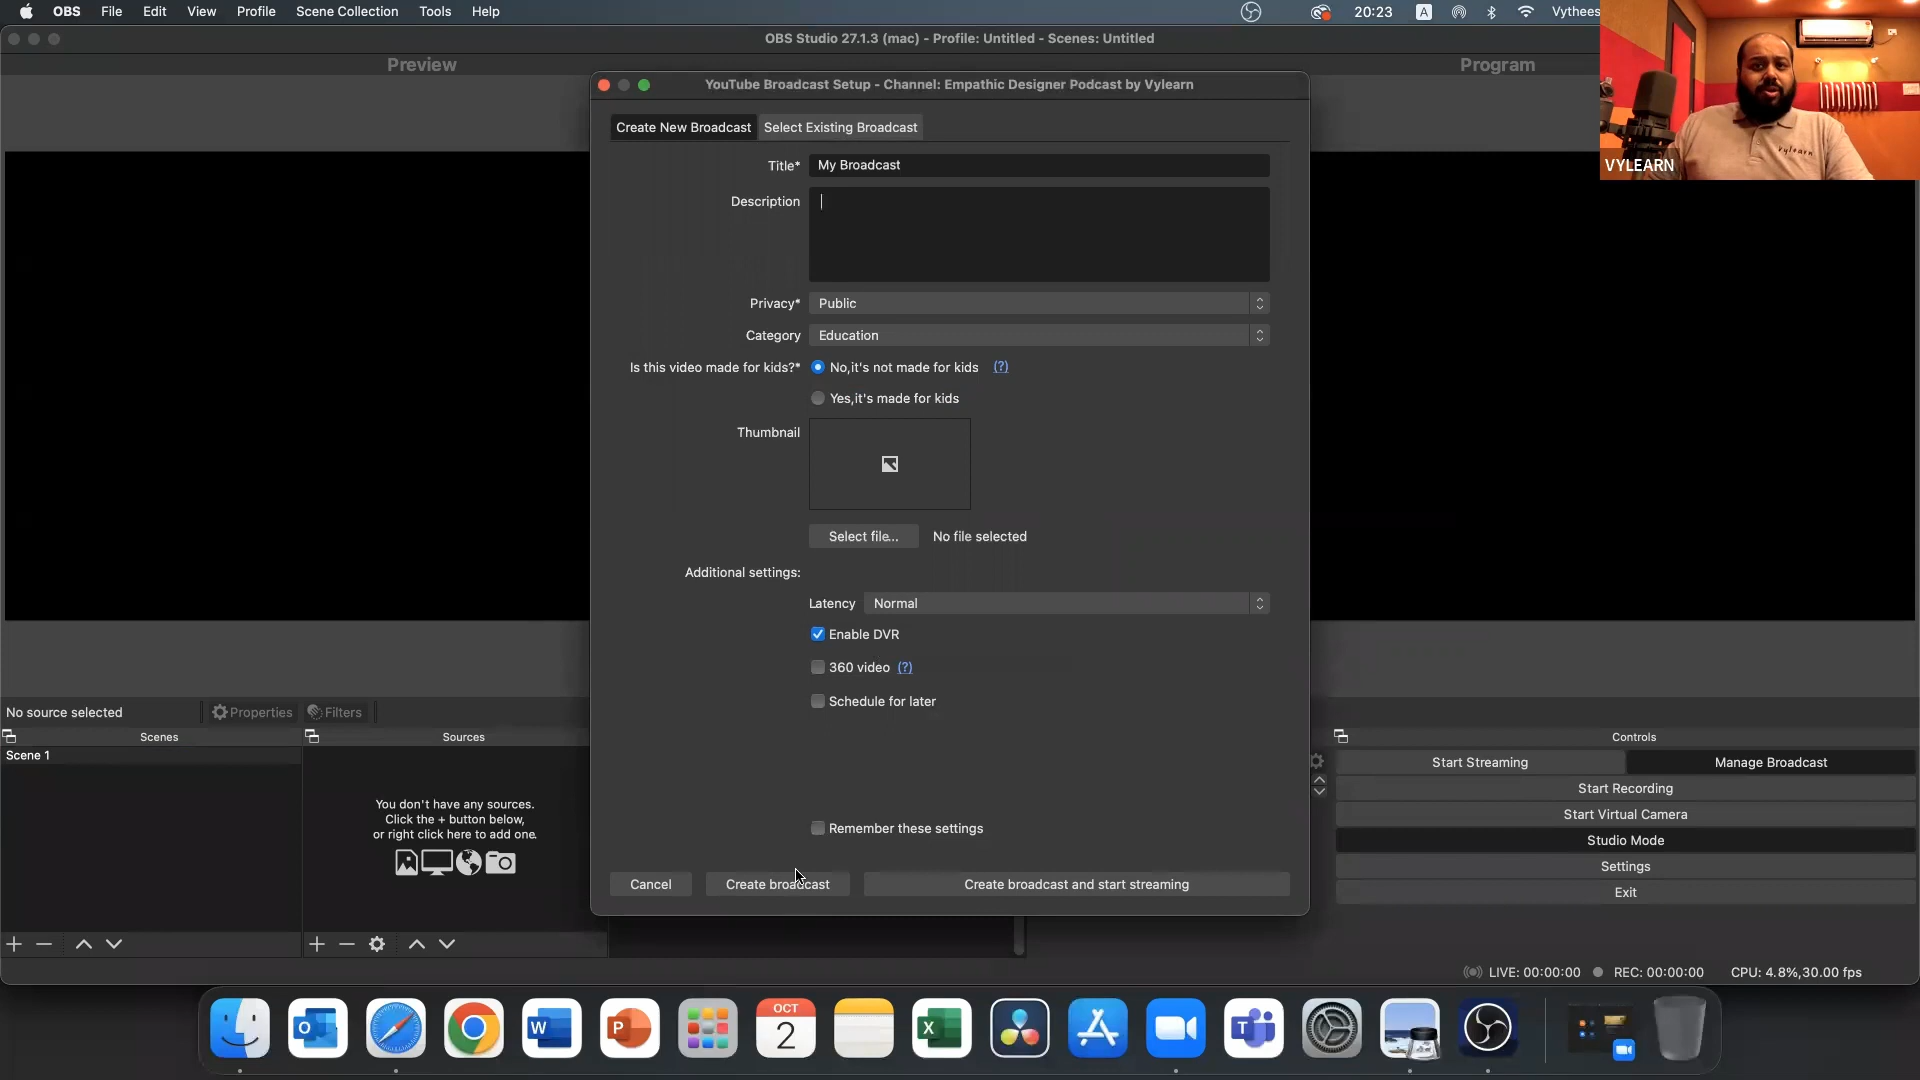 OBS File Edit View Profile Scene Collection Tools Help 20:23 A Vythees
OBS Studio 27.1.3 (mac) - Profile: Untitled - Scenes: Untitled
Preview
Program
YouTube Broadcast Setup - Channel: Empathic Designer Podcast by Vylearn
Create New Broadcast Select Existing Broadcast
Title* My Broadcast
Description
Privacy* Public
Category Education
Is this video made for kids?* No,it's not made for kids (?)
Yes,it's made for kids
Thumbnail
Select file... No file selected
Additional settings:
Latency Normal
Enable DVR
360 video (?)
Schedule for later
Remember these settings
Cancel Create broadcast Create broadcast and start streaming
vylearn
VYLEARN
No source selected Properties Filters
Scenes
Scene 1
Sources
You don't have any sources.
Click the + button below,
or right click here to add one.
Controls
Start Streaming Manage Broadcast
Start Recording
Start Virtual Camera
Studio Mode
Settings
Exit
LIVE: 00:00:00 REC: 00:00:00 CPU: 4.8%,30.00 fps
O W P OCT 2 X T